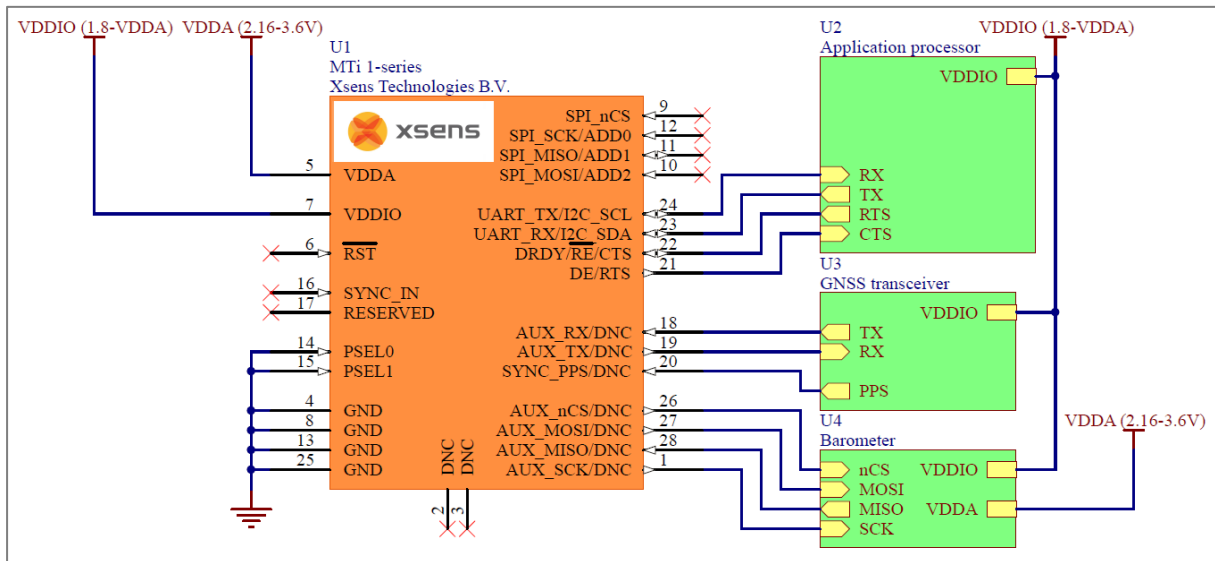 VDDIO (1.8-VDDA)
VDDA (2.16-3.6V)
U1
MTi 1-series
Xsens Technologies B.V.
xsens
5
VDDA
7
VDDIO
6
RST
16
SYNC_IN
17
RESERVED
14
PSEL0
15
PSEL1
4
GND
8
GND
13
GND
25
GND
DNC
DNC
2
3
SPI_nCS
9
SPI_SCK/ADD0
12
SPI_MISO/ADD1
11
SPI_MOSI/ADD2
10
UART_TX/I2C_SCL
24
UART_RX/I2C_SDA
23
DRDY/RE/CTS
22
DE/RTS
21
AUX_RX/DNC
18
AUX_TX/DNC
19
SYNC_PPS/DNC
20
AUX_nCS/DNC
26
AUX_MOSI/DNC
27
AUX_MISO/DNC
28
AUX_SCK/DNC
1
U2
Application processor
VDDIO
RX
TX
RTS
CTS
VDDIO (1.8-VDDA)
U3
GNSS transceiver
VDDIO
TX
RX
PPS
U4
Barometer
nCS
VDDIO
MOSI
MISO
VDDA
SCK
VDDA (2.16-3.6V)